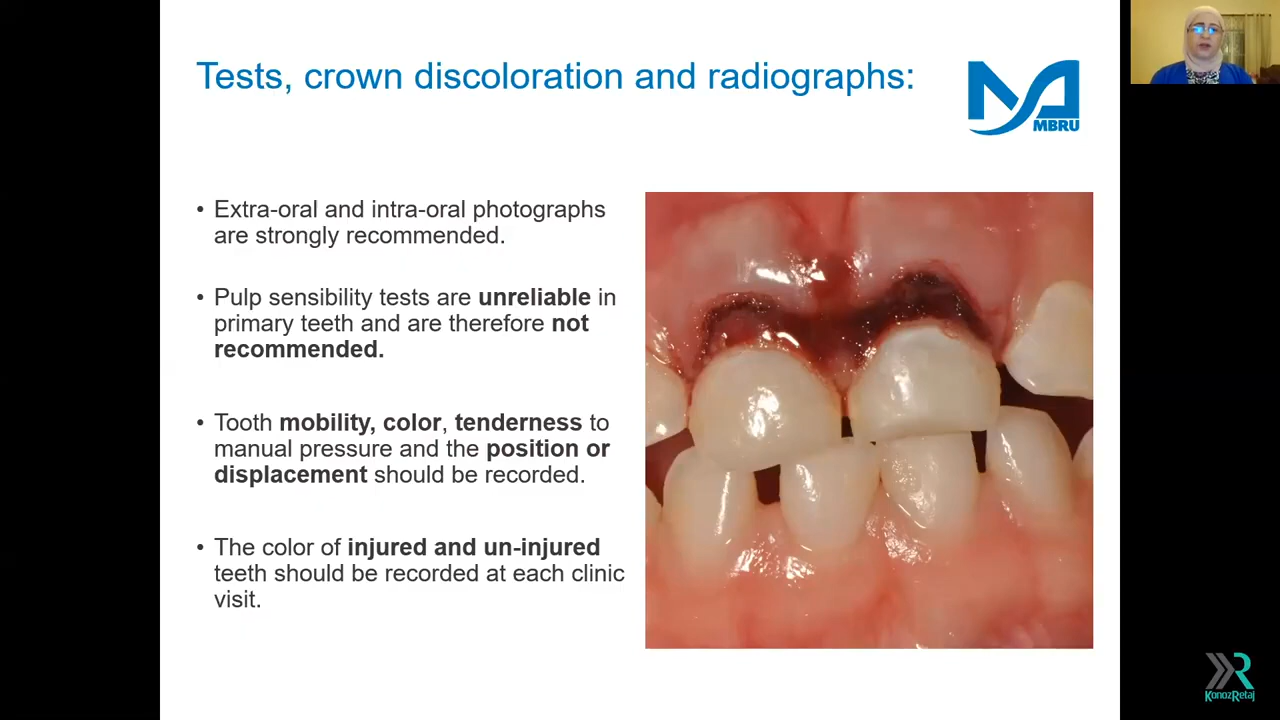 Tests, crown discoloration and radiographs:
MBRU
• Extra-oral and intra-oral photographs
are strongly recommended.
• Pulp sensibility tests are unreliable in
primary teeth and are therefore not
recommended.
• Tooth mobility, color, tenderness to
manual pressure and the position or
displacement should be recorded.
• The color of injured and un-injured
teeth should be recorded at each clinic
visit.
KonozRetaj